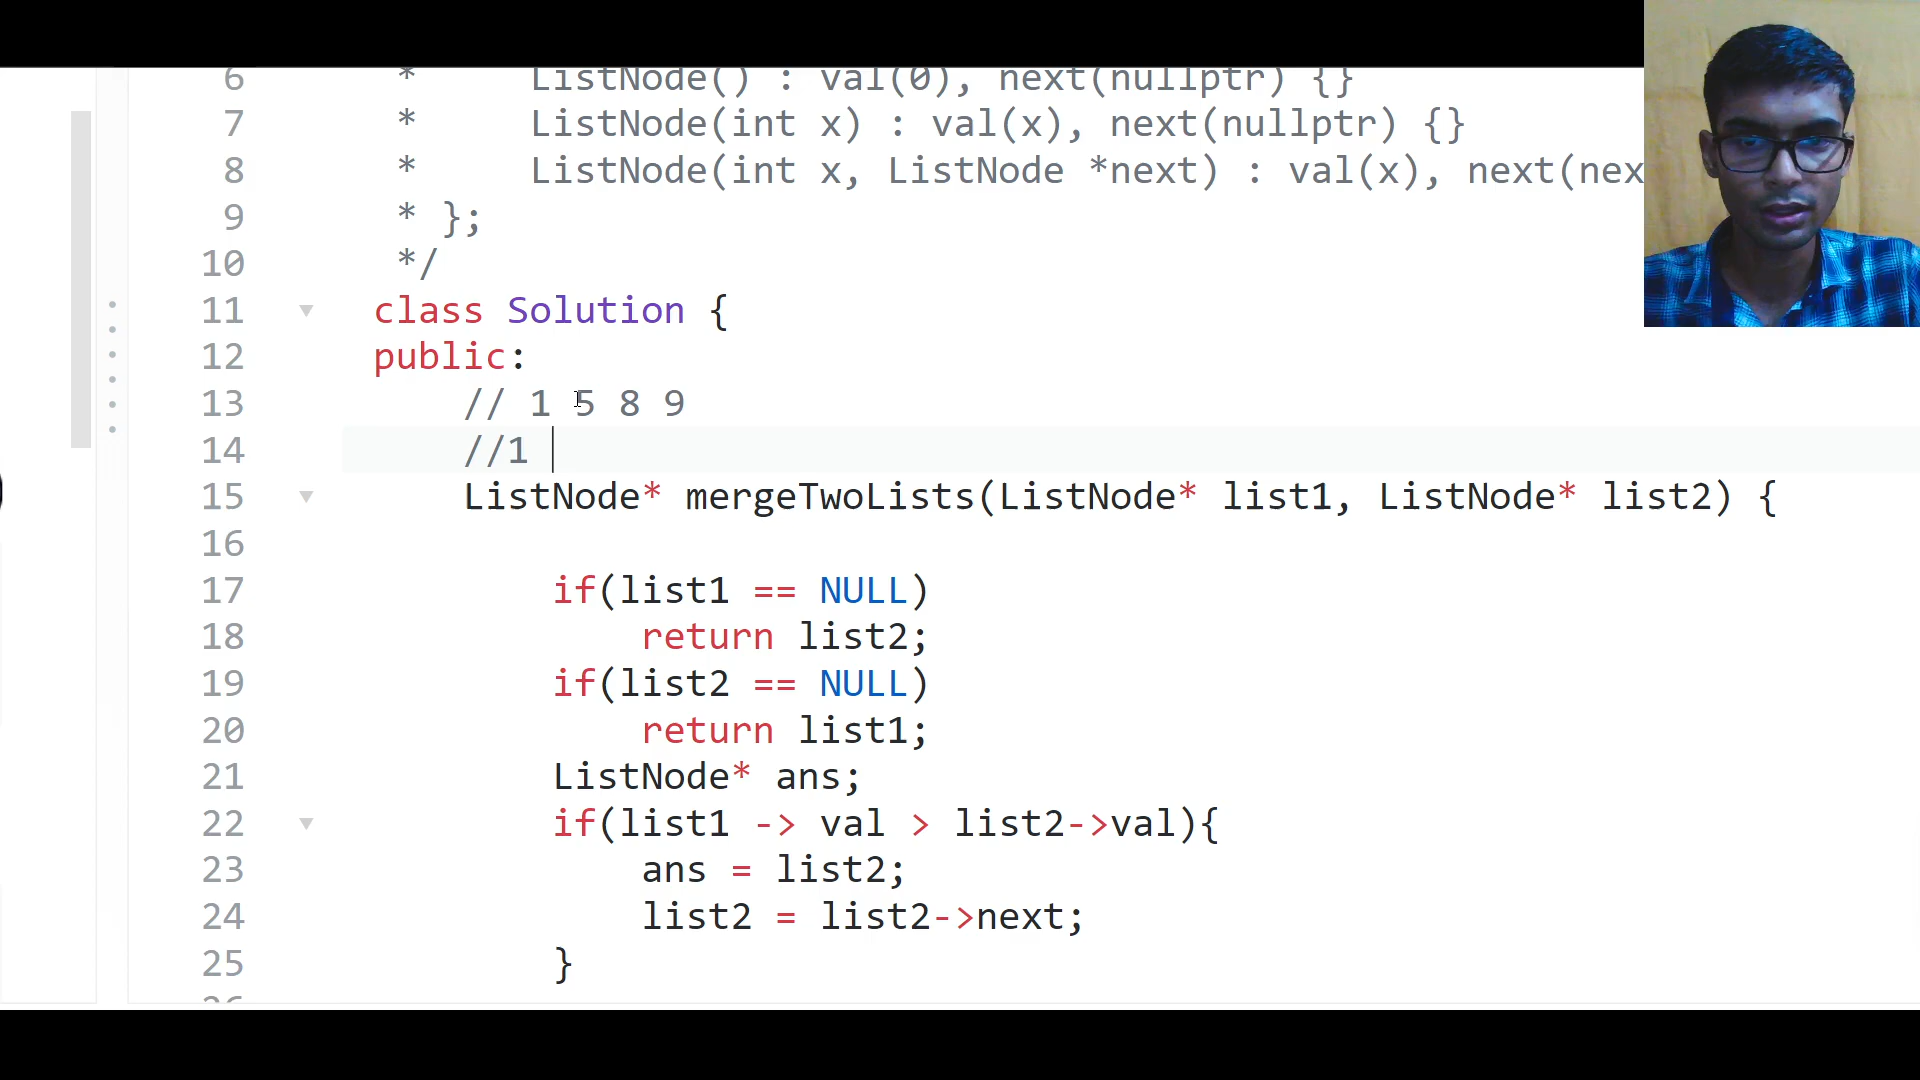 6 * ListNode() : val(0), next(nullptr) {}
7 * ListNode(int x) : val(x), next(nullptr) {}
8 * ListNode(int x, ListNode *next) : val(x), next(nex
9 * };
10 */
11 class Solution {
12 public:
13 // 1 5 8 9
14 //1
15 ListNode* mergeTwoLists(ListNode* list1, ListNode* list2) {
16
17 if(list1 == NULL)
18 return list2;
19 if(list2 == NULL)
20 return list1;
21 ListNode* ans;
22 if(list1 -> val > list2->val){
23 ans = list2;
24 list2 = list2->next;
25 }